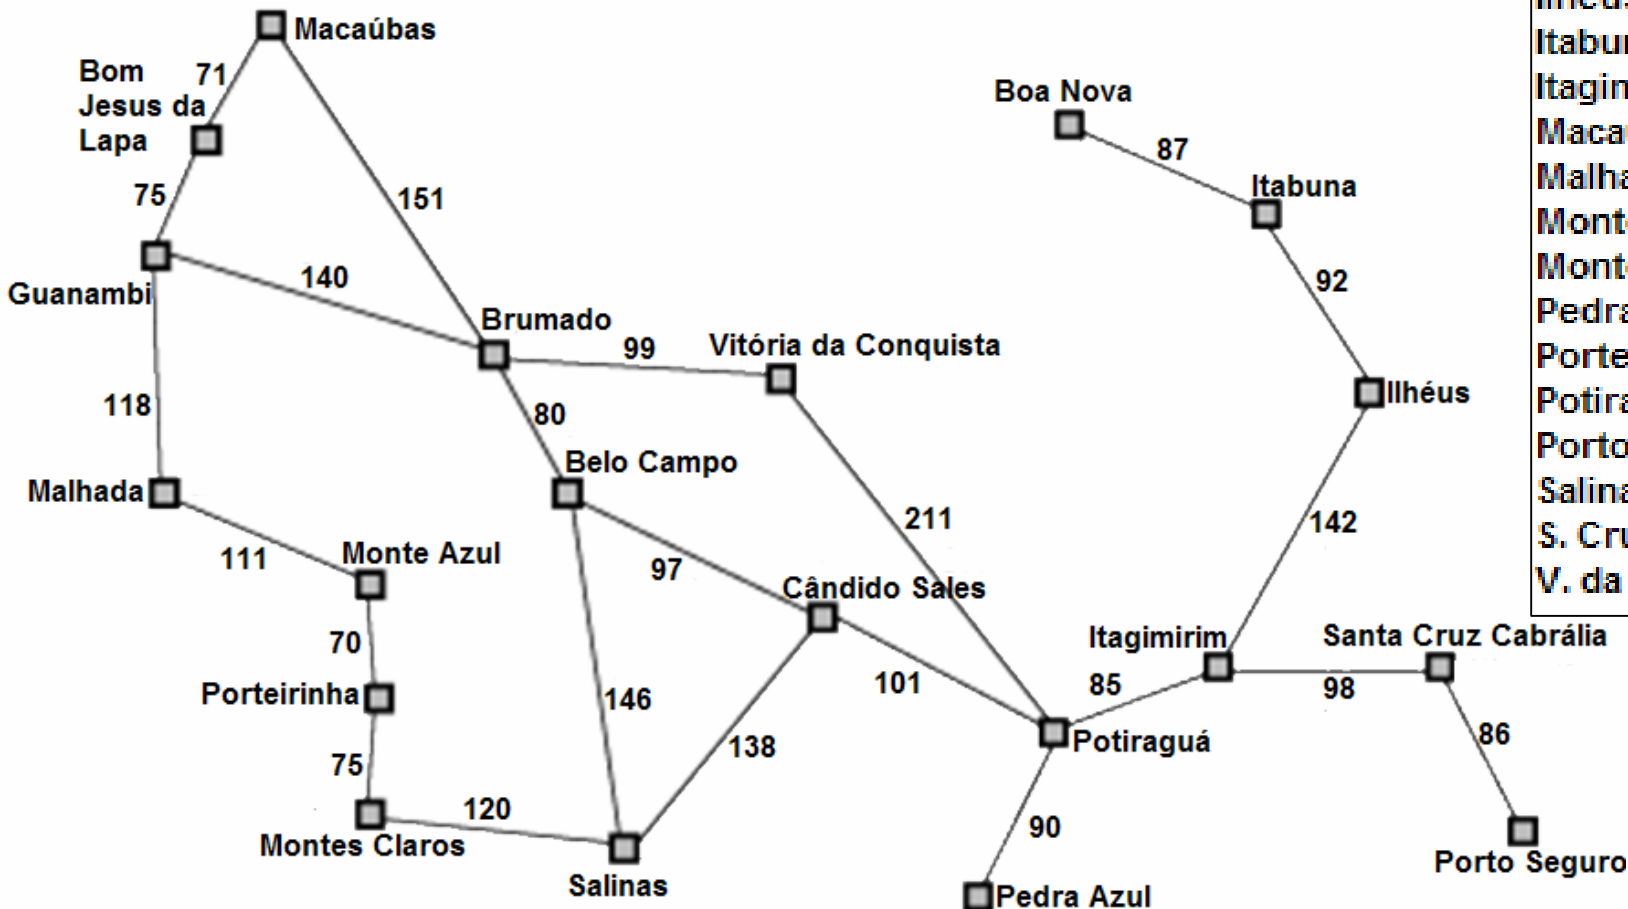 Macaúbas
Bom
Jesus da
Lapa
71
Boa Nova
87
75
151
Itabuna
Guanambi
140
92
Brumado
99
Vitória da Conquista
118
80
Ilhéus
Belo Campo
Malhada
211
142
111
Monte Azul
97
Cândido Sales
70
Itagimirim
Santa Cruz Cabrália
Porteirinha
146
101
85
98
138
Potiraguá
86
75
120
Montes Claros
90
Porto Seguro
Salinas
Pedra Azul
V. da